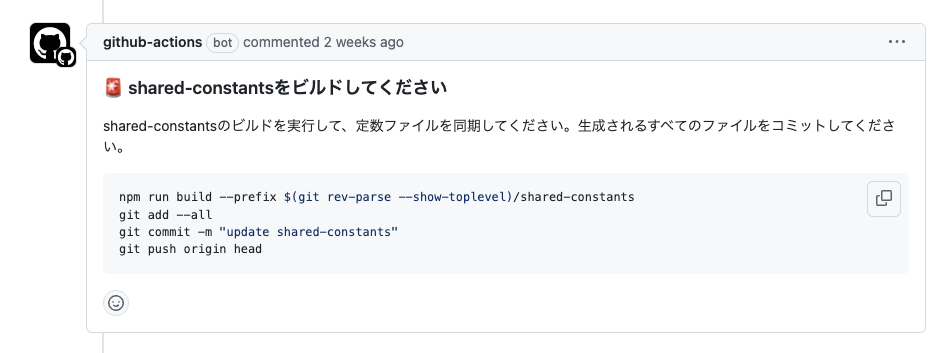 github-actions bot commented 2 weeks ago
🚨 shared-constantsをビルドしてください
shared-constantsのビルドを実行して、定数ファイルを同期してください。生成されるすべてのファイルをコミットしてくださ
い。
npm run build --prefix $(git rev-parse --show-toplevel)/shared-constants
git add --all
git commit -m "update shared-constants"
git push origin head